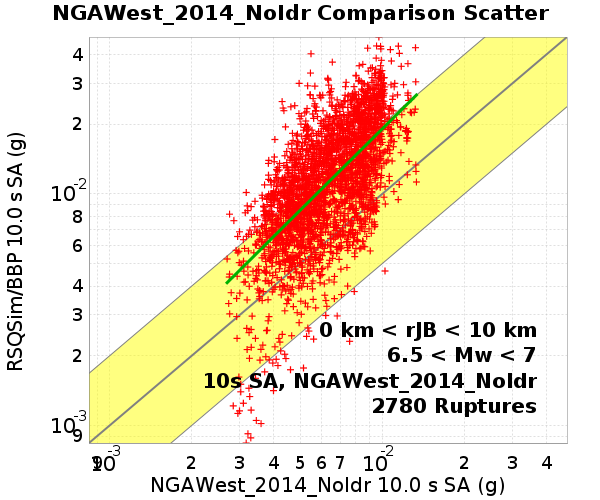 NGAWest_2014_NoIdr Comparison Scatter
RSQSim/BBP 10.0 s SA (g)
4
3
2
10^-2
8
6
4
3
2
10^-3
9
0 km < rJB < 10 km
6.5 < Mw < 7
10s SA, NGAWest_2014_NoIdr
2780 Ruptures
9 10^-3 2 3 4 5 6 7 10^-2 2 3 4
NGAWest_2014_NoIdr 10.0 s SA (g)